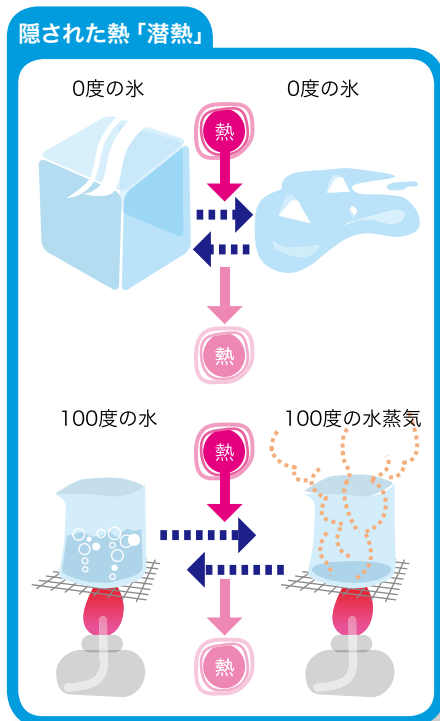 隠された熱「潜熱」
0度の氷
0度の氷
熱
熱
100度の水
100度の水蒸気
熱
熱